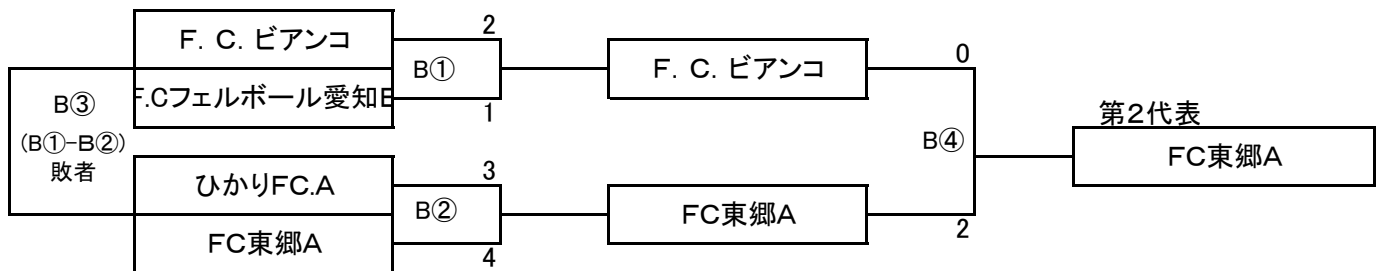 F. C. ビアンコ
2
B①
F.Cフェルボール愛知B
1
B③
(B①-B②)
敗者
ひかりFC.A
3
B②
FC東郷A
4
F. C. ビアンコ
0
B④
FC東郷A
2
第2代表
FC東郷A